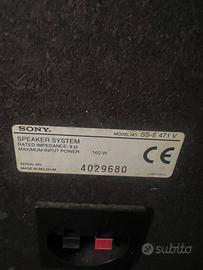 SONY
MODEL NO. SS-E 471 V
SPEAKER SYSTEM
RATED IMPEDANCE: 8 Ω
MAXIMUM INPUT POWER: 160 W
SERIAL NO.
4029680
MADE IN BELGIUM
CE
subito